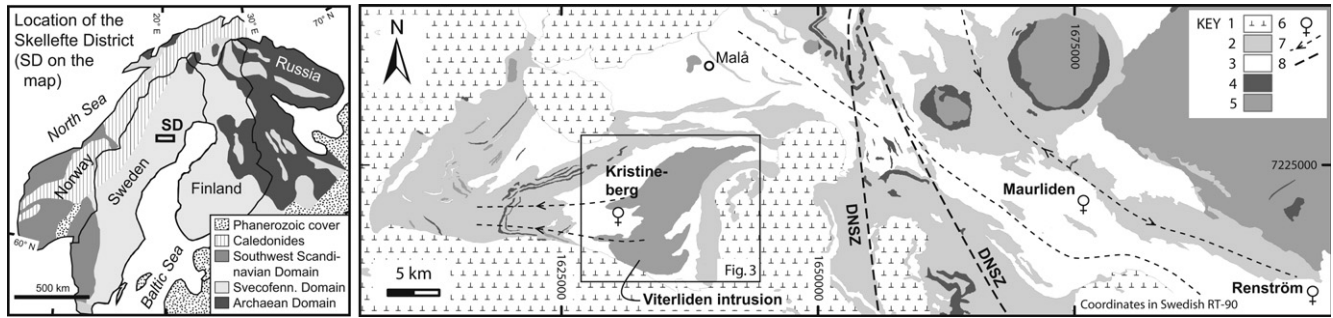 Location of the
Skellefte District
(SD on the
map)
20° E
30° E
70° N
Russia
North Sea
SD
Norway
Sweden
Finland
60° N
500 km
Baltic Sea
Phanerozoic cover
Caledonides
Southwest Scandi-
navian Domain
Svecofenn. Domain
Archaean Domain
N
Malå
1675000
KEY
1
2
3
4
5
6
7
8
7225000
Kristine-
berg
Maurliden
DNSZ
DNSZ
5 km
1625000
Fig. 3
1650000
Viterliden intrusion
Renström
Coordinates in Swedish RT-90